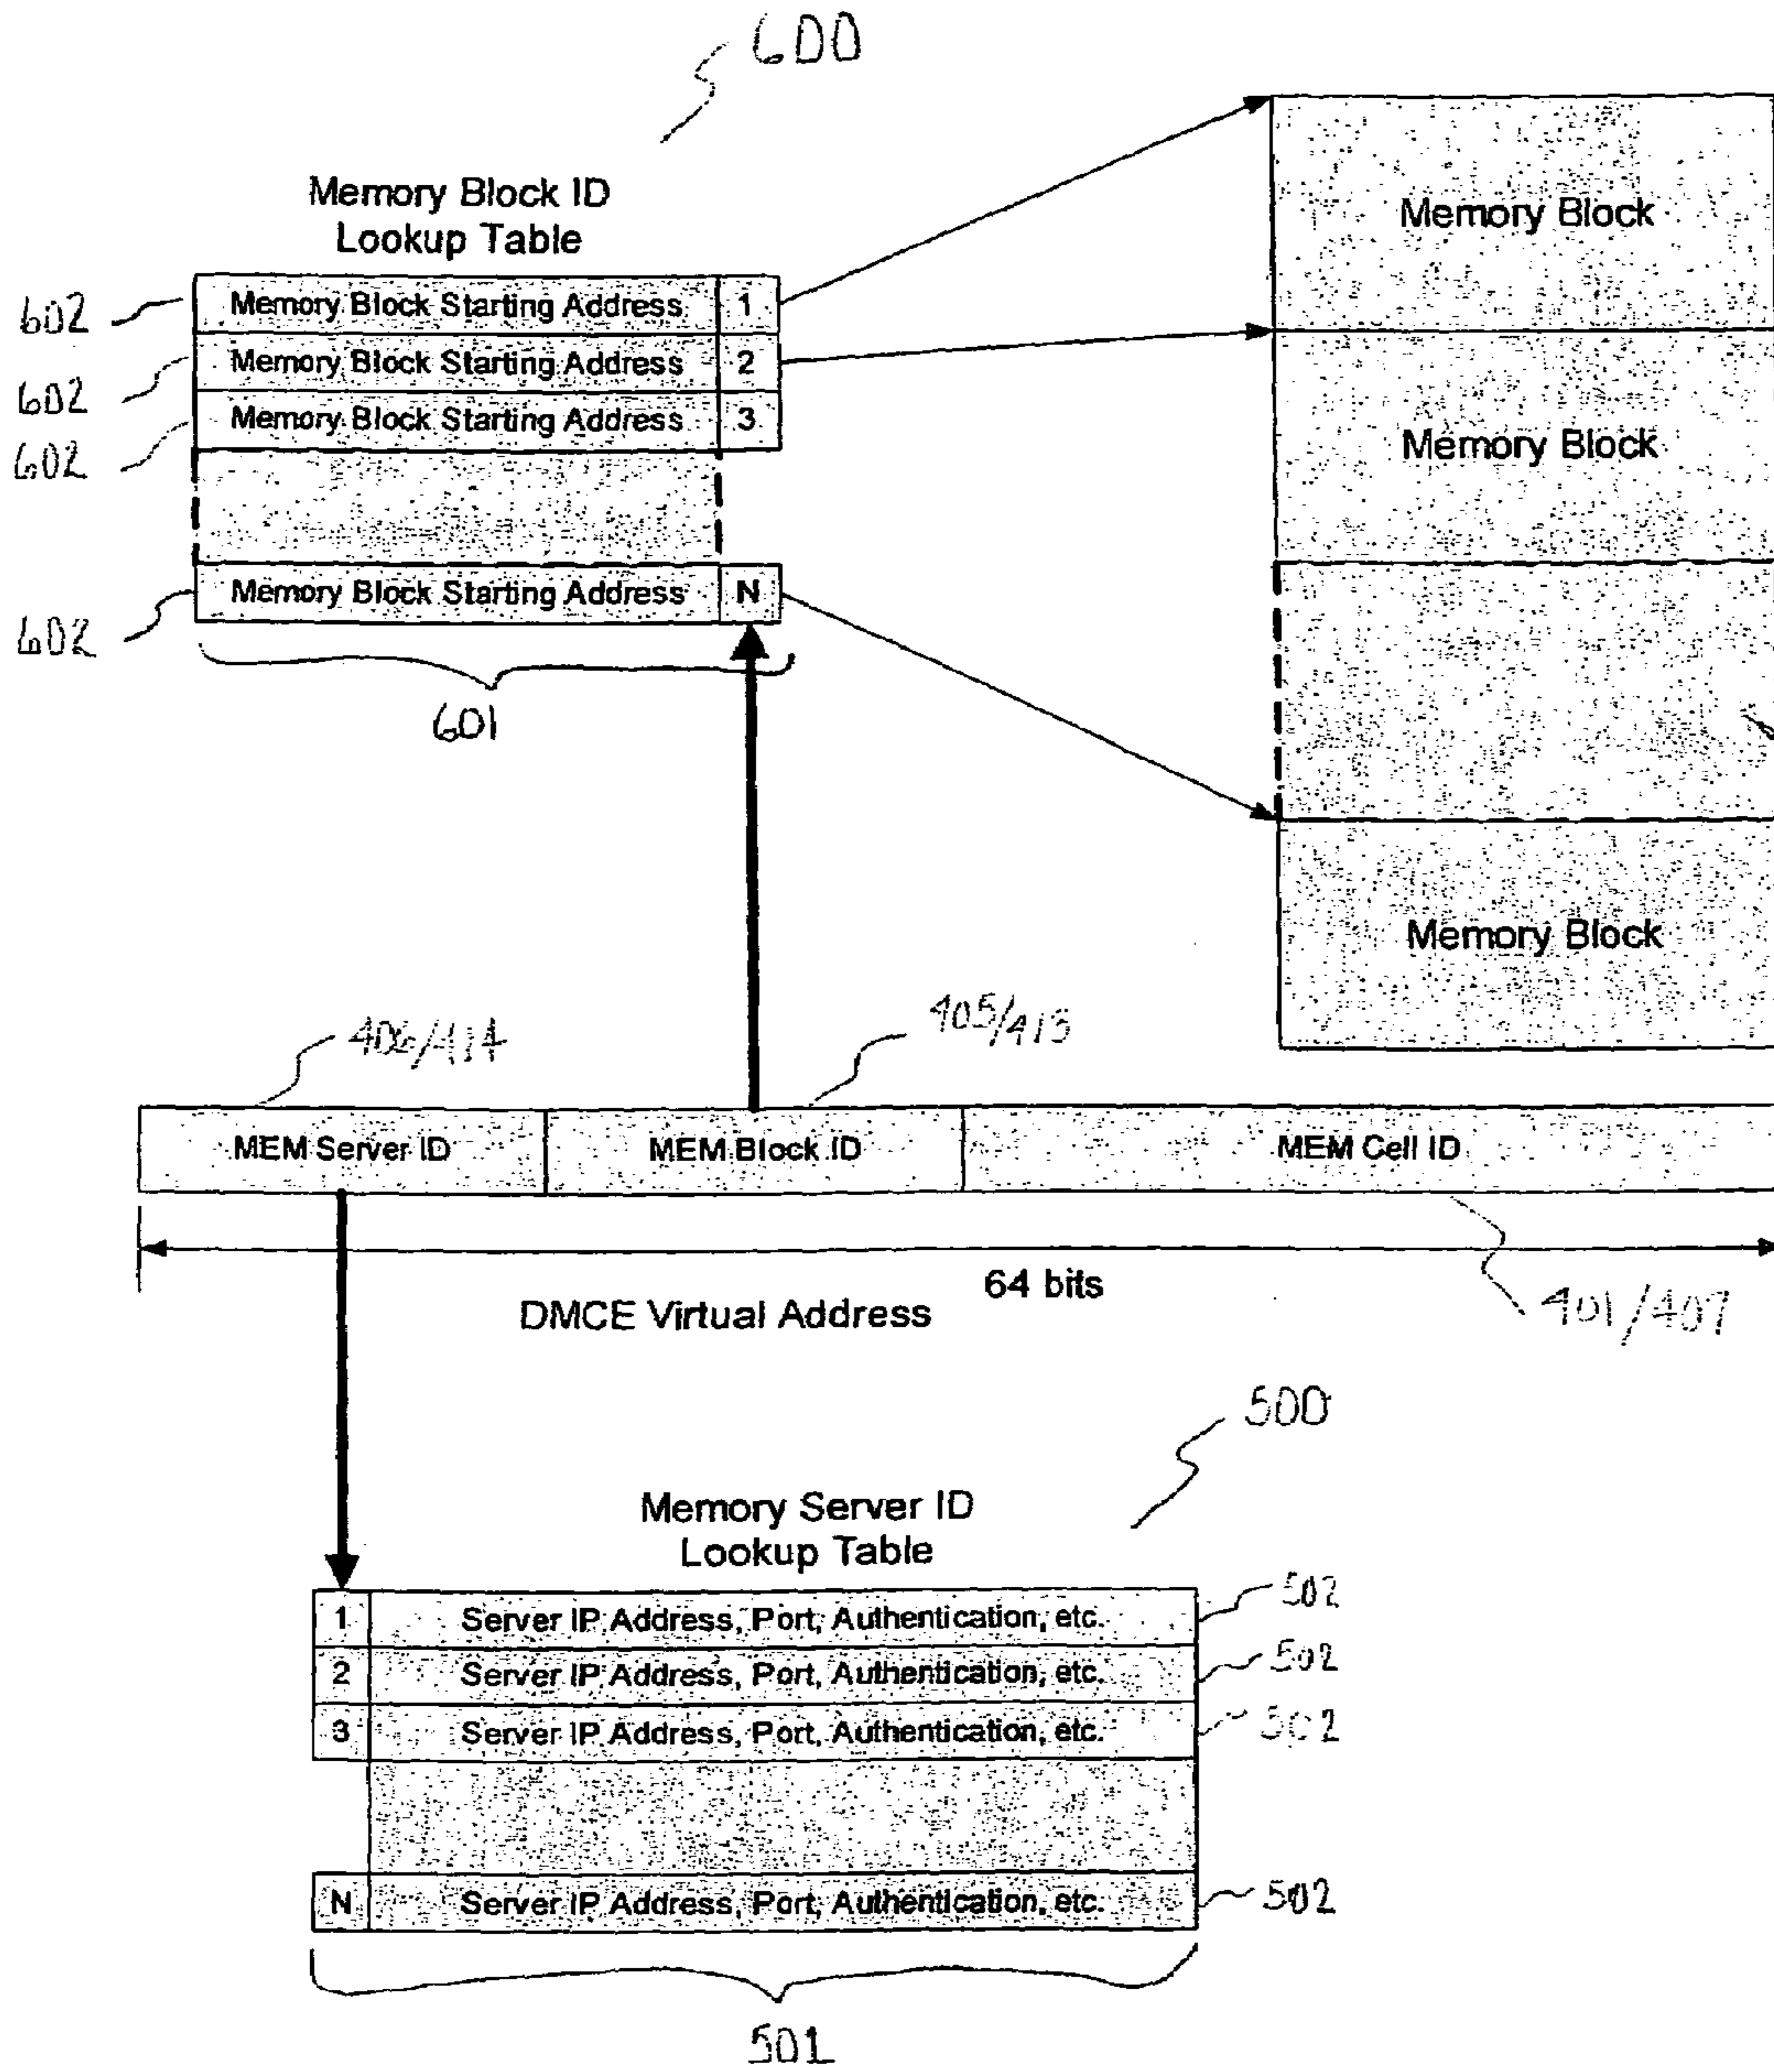 600
Memory Block ID
Lookup Table
Memory Block
602
Memory Block Starting Address 1
602
Memory Block Starting Address 2
602
Memory Block Starting Address 3
Memory Block
602
Memory Block Starting Address N
601
Memory Block
406/414
405/413
MEM Server ID
MEM Block ID
MEM Cell ID
64 bits
DMCE Virtual Address
401/407
500
Memory Server ID
Lookup Table
1 Server IP Address, Port, Authentication, etc.
502
2 Server IP Address, Port, Authentication, etc.
502
3 Server IP Address, Port, Authentication, etc.
502
N Server IP Address, Port, Authentication, etc.
502
501